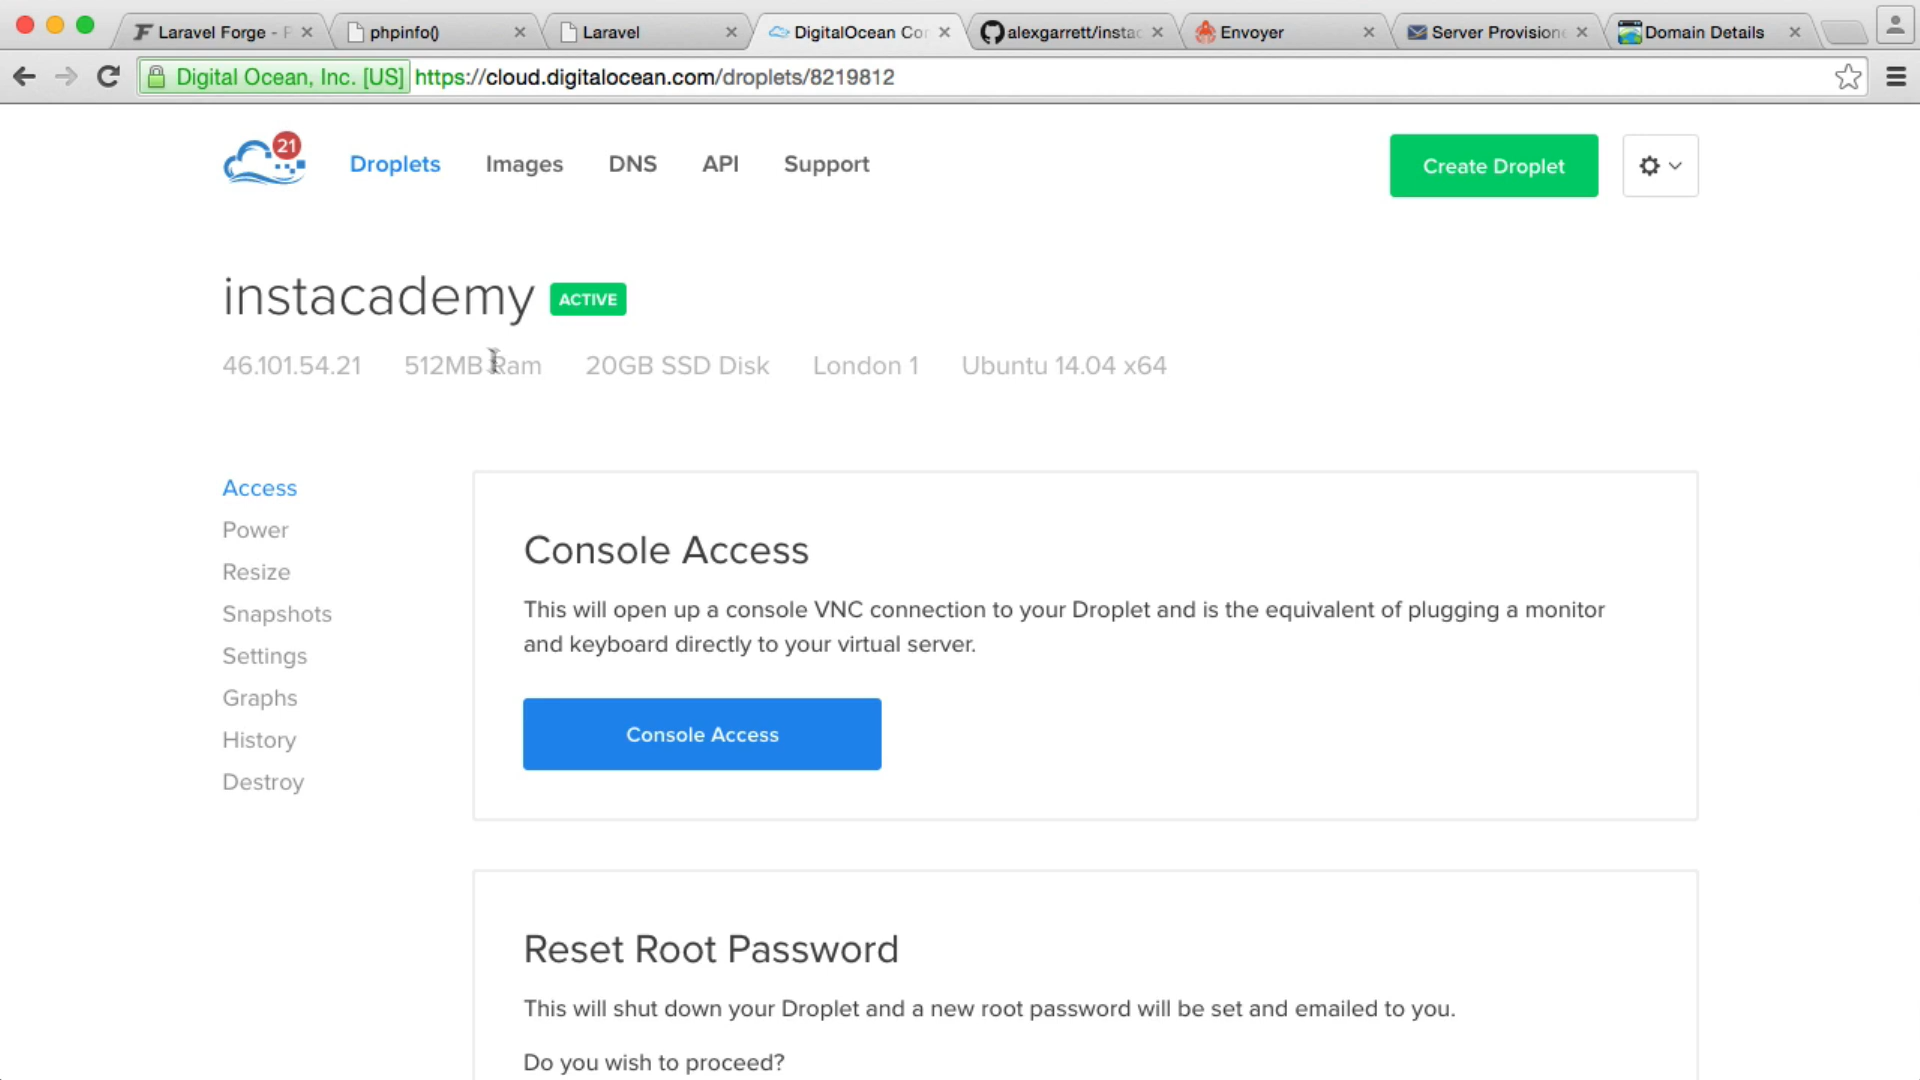 Laravel Forge - F
phpinfo()
Laravel
DigitalOcean Co
alexgarrett/insta
Envoyer
Server Provision
Domain Details
Digital Ocean, Inc. [US] https://cloud.digitalocean.com/droplets/8219812
21
Droplets Images DNS API Support
Create Droplet
instacademy ACTIVE
46.101.54.21 512MB Ram 20GB SSD Disk London 1 Ubuntu 14.04 x64
Access
Power
Resize
Snapshots
Settings
Graphs
History
Destroy
Console Access
This will open up a console VNC connection to your Droplet and is the equivalent of plugging a monitor
and keyboard directly to your virtual server.
Console Access
Reset Root Password
This will shut down your Droplet and a new root password will be set and emailed to you.
Do you wish to proceed?